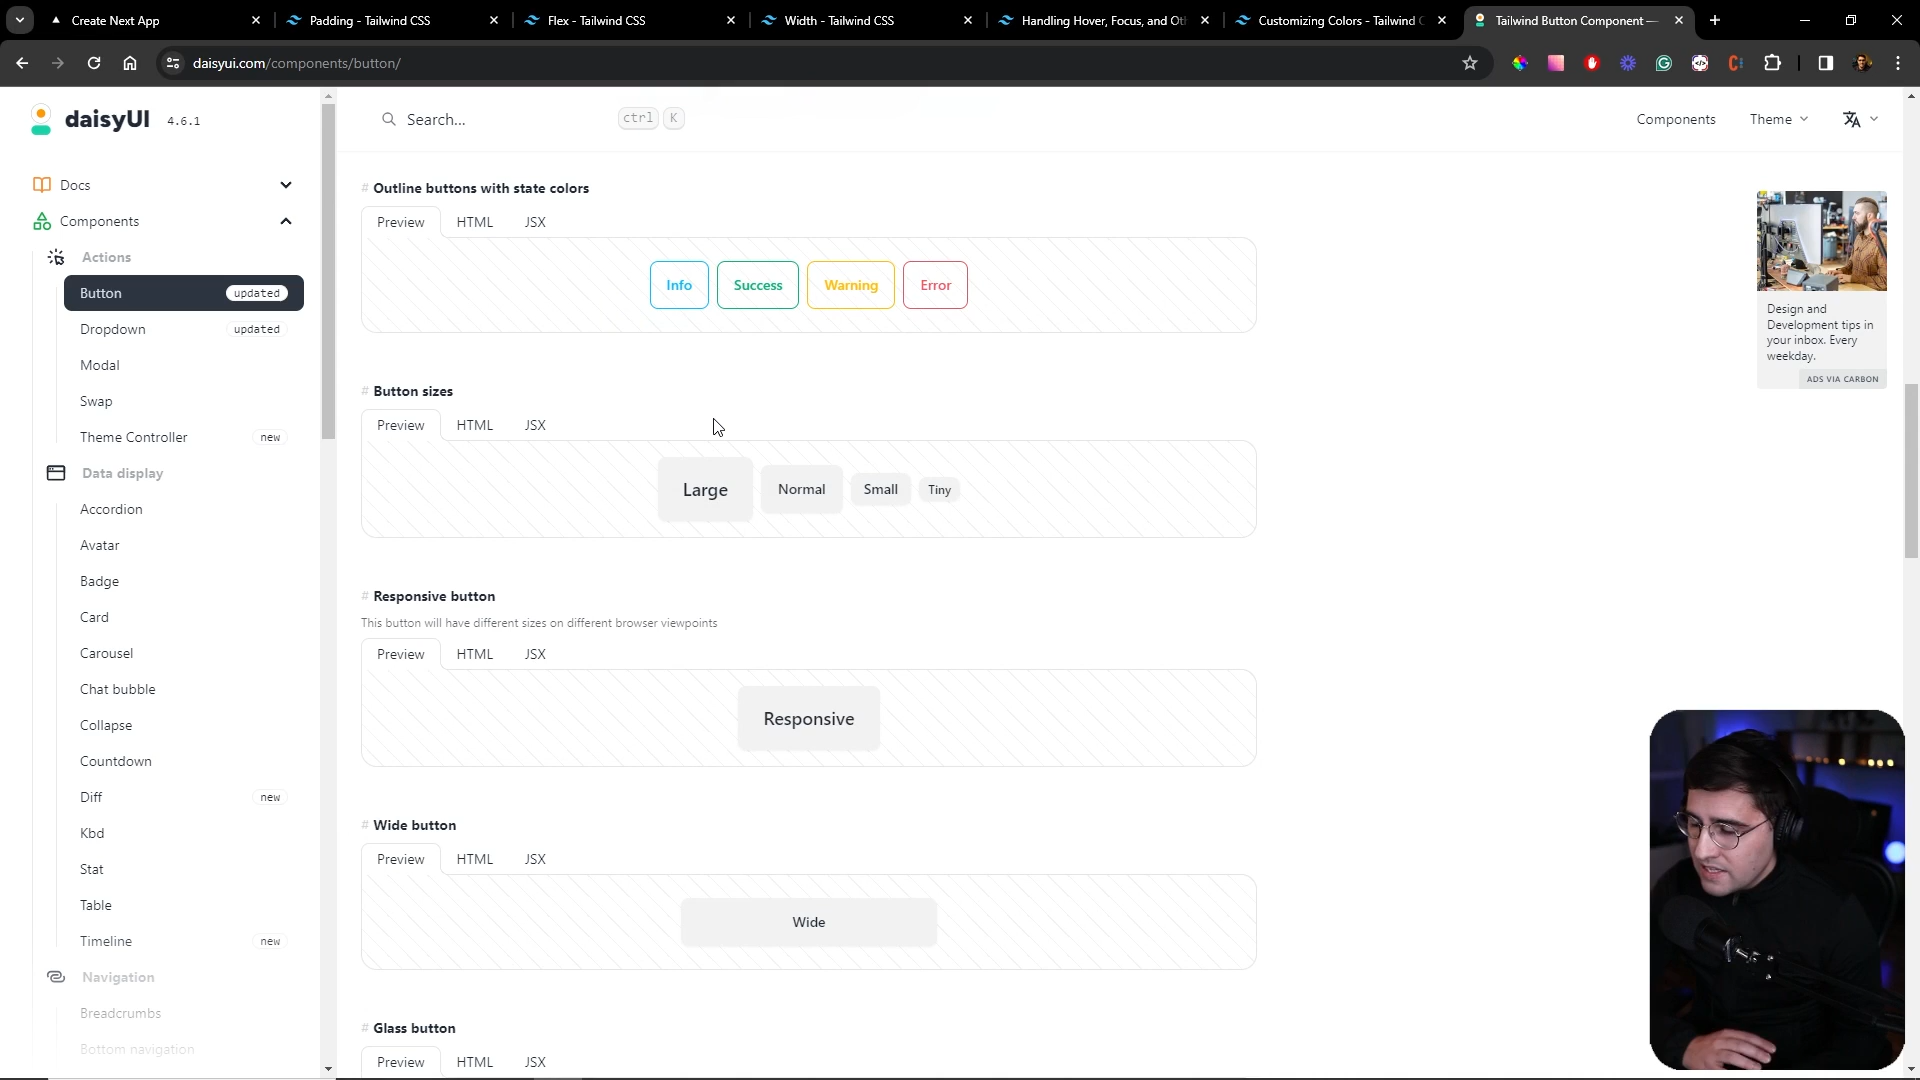 Create Next App
Padding - Tailwind CSS
Flex - Tailwind CSS
Width - Tailwind CSS
Handling Hover, Focus, and Ot
Customizing Colors - Tailwind C
Tailwind Button Component —
daisyui.com/components/button/
daisyUI 4.6.1
Search...
ctrl K
Components
Theme
Docs
Components
Actions
Button updated
Dropdown updated
Modal
Swap
Theme Controller new
Data display
Accordion
Avatar
Badge
Card
Carousel
Chat bubble
Collapse
Countdown
Diff new
Kbd
Stat
Table
Timeline new
Navigation
Breadcrumbs
Bottom navigation
# Outline buttons with state colors
Preview HTML JSX
Info Success Warning Error
# Button sizes
Preview HTML JSX
Large Normal Small Tiny
# Responsive button
This button will have different sizes on different browser viewpoints
Preview HTML JSX
Responsive
# Wide button
Preview HTML JSX
Wide
# Glass button
Preview HTML JSX
Design and
Development tips in
your inbox. Every
weekday.
ADS VIA CARBON